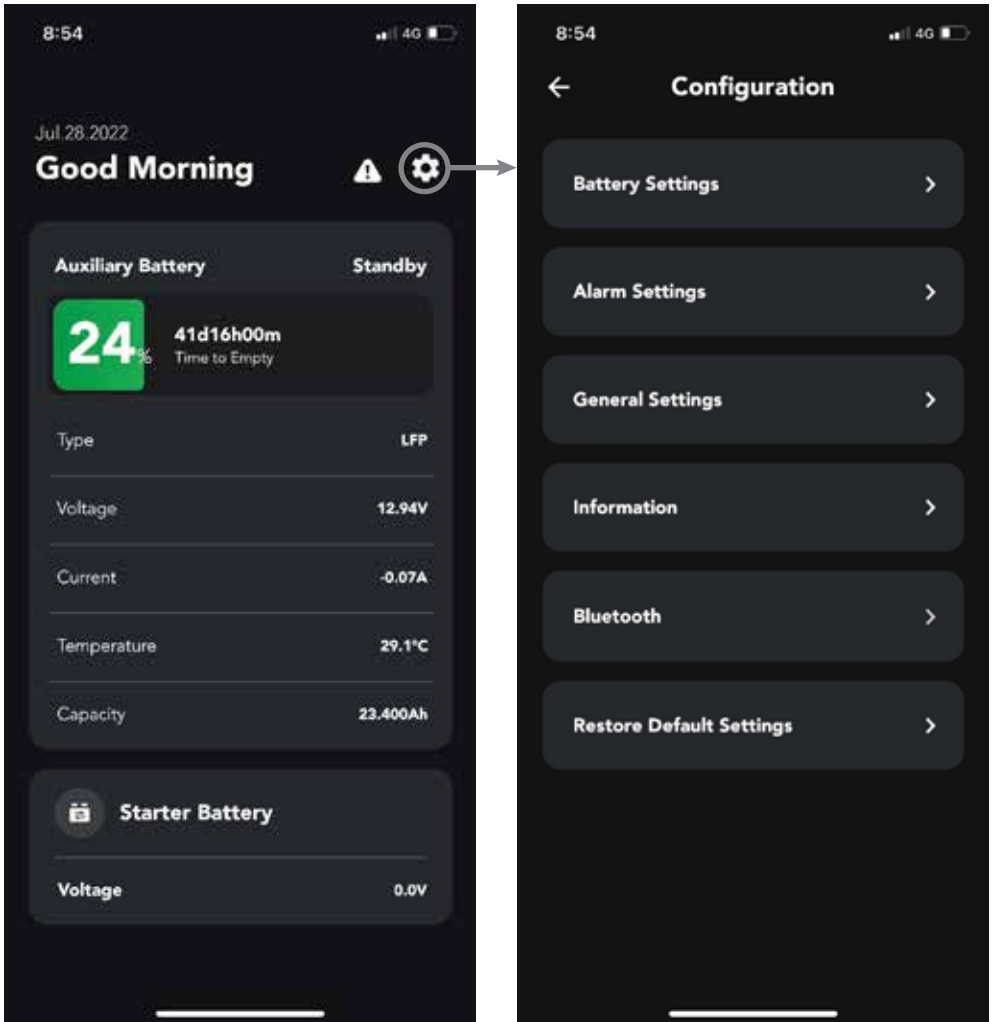 8:54
4G
Jul.28.2022
Good Morning
Auxiliary Battery Standby
24%
41d16h00m
Time to Empty
Type LFP
Voltage 12.94V
Current -0.07A
Temperature 29.1°C
Capacity 23.400Ah
Starter Battery
Voltage 0.0V
8:54
4G
Configuration
Battery Settings
Alarm Settings
General Settings
Information
Bluetooth
Restore Default Settings